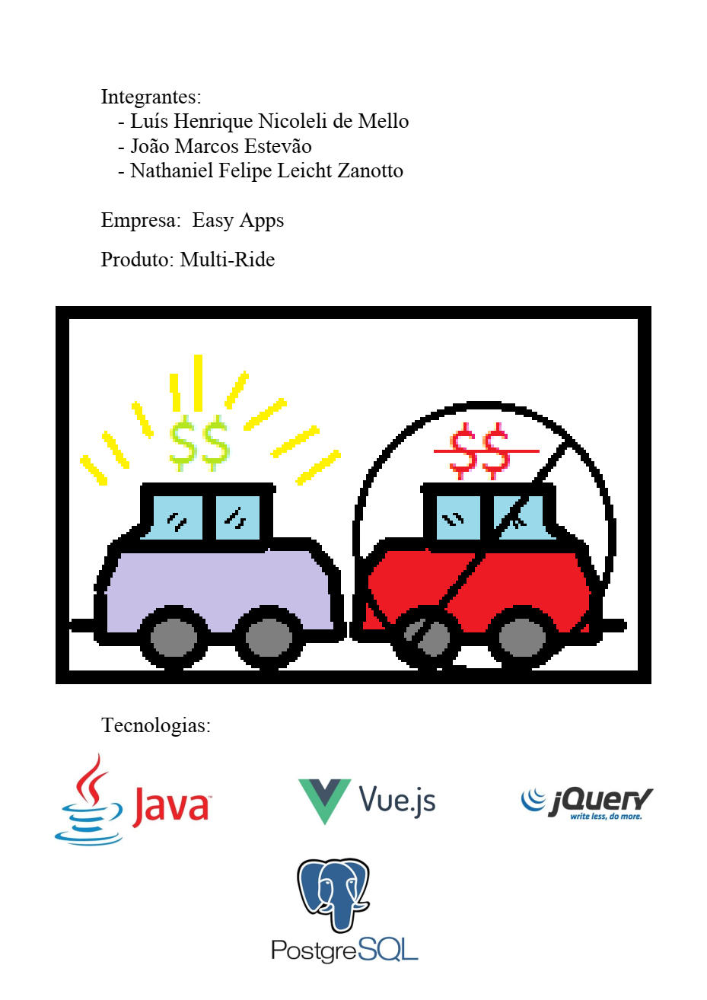 Integrantes:
- Luís Henrique Nicoleli de Mello
- João Marcos Estevão
- Nathaniel Felipe Leicht Zanotto
Empresa: Easy Apps
Produto: Multi-Ride
$$ $$
Tecnologias:
Java™ Vue.js jQuery
write less, do more.
PostgreSQL